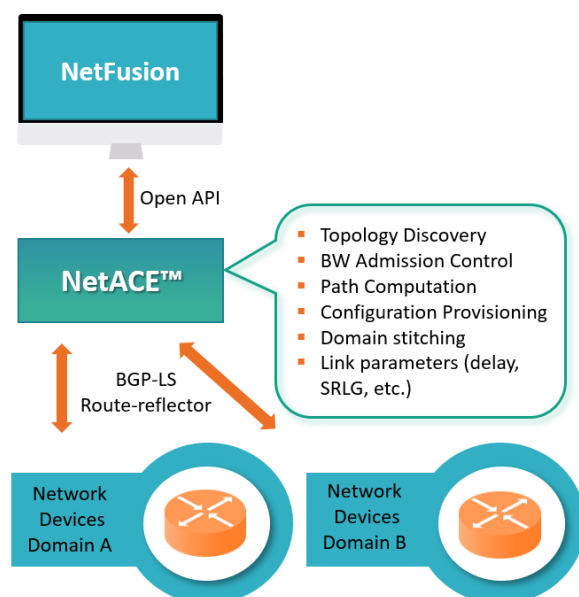 NetFusion
Open API
NetACE™
Topology Discovery
BW Admission Control
Path Computation
Configuration Provisioning
Domain stitching
Link parameters (delay,
SRLG, etc.)
BGP-LS
Route-reflector
Network
Devices
Domain A
Network
Devices
Domain B